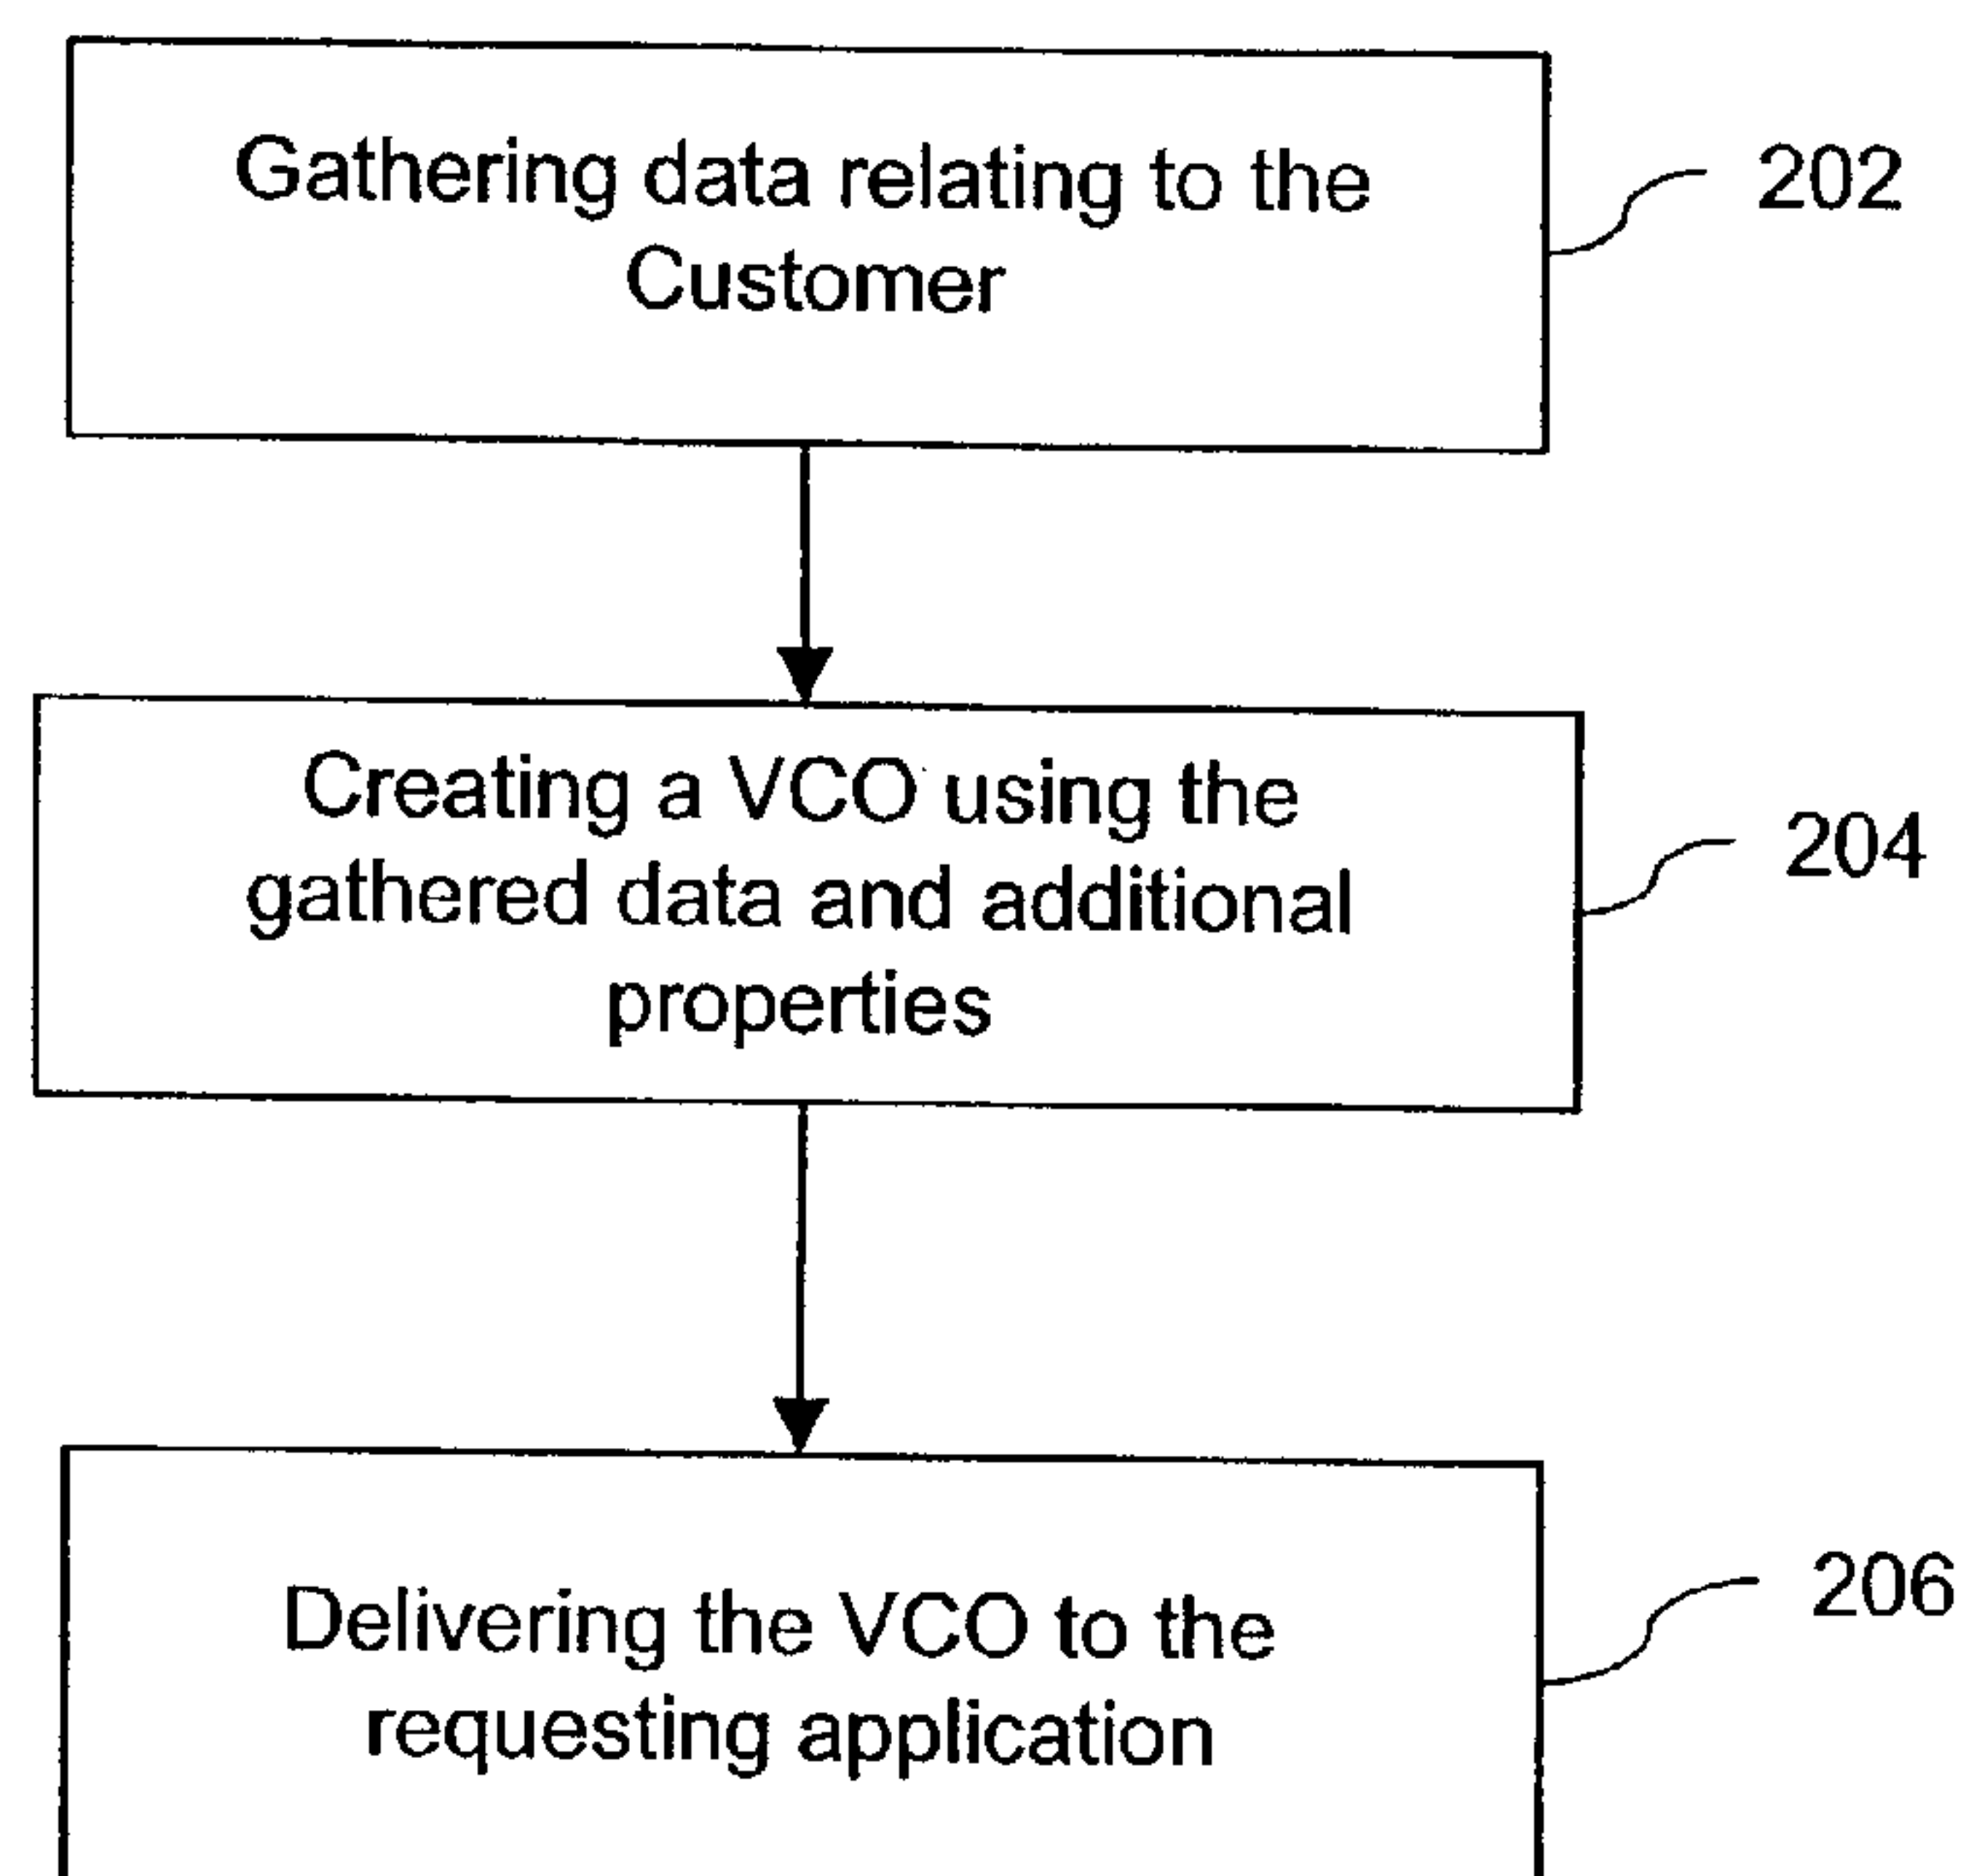 Gathering data relating to the
Customer
202
Creating a VCO using the
gathered data and additional
properties
204
Delivering the VCO to the
requesting application
206